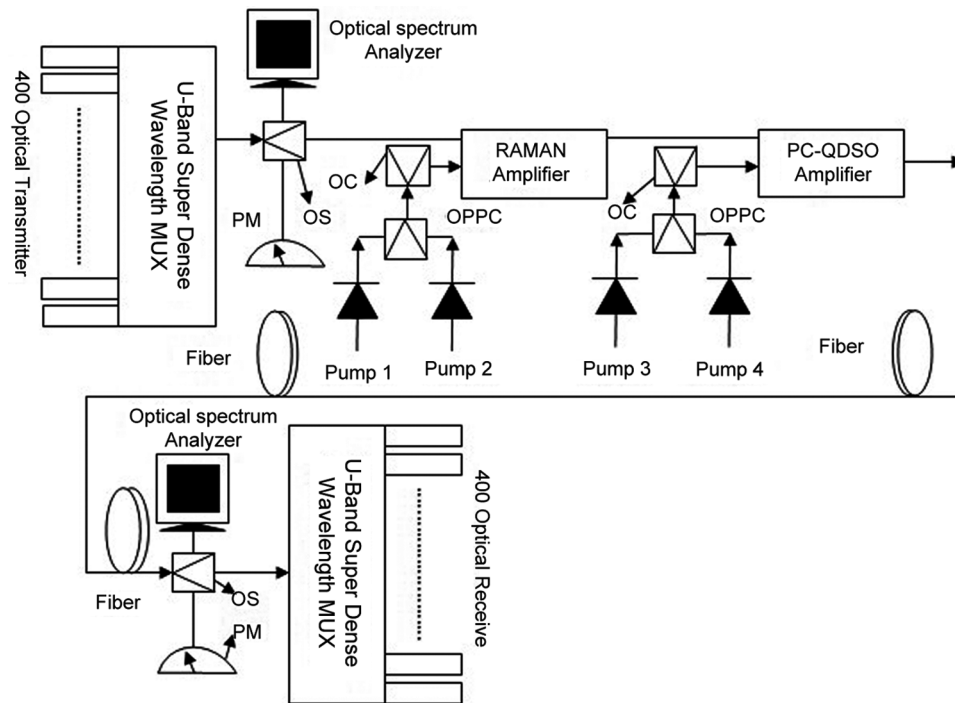 Optical spectrum
Analyzer
400 Optical Transmitter
U-Band Super Dense
Wavelength MUX
RAMAN
Amplifier
PC-QDSO
Amplifier
OC
OS
PM
OPPC
OC
OPPC
Fiber
Pump 1
Pump 2
Pump 3
Pump 4
Fiber
Optical spectrum
Analyzer
U-Band Super Dense
Wavelength MUX
400 Optical Receive
Fiber
OS
PM